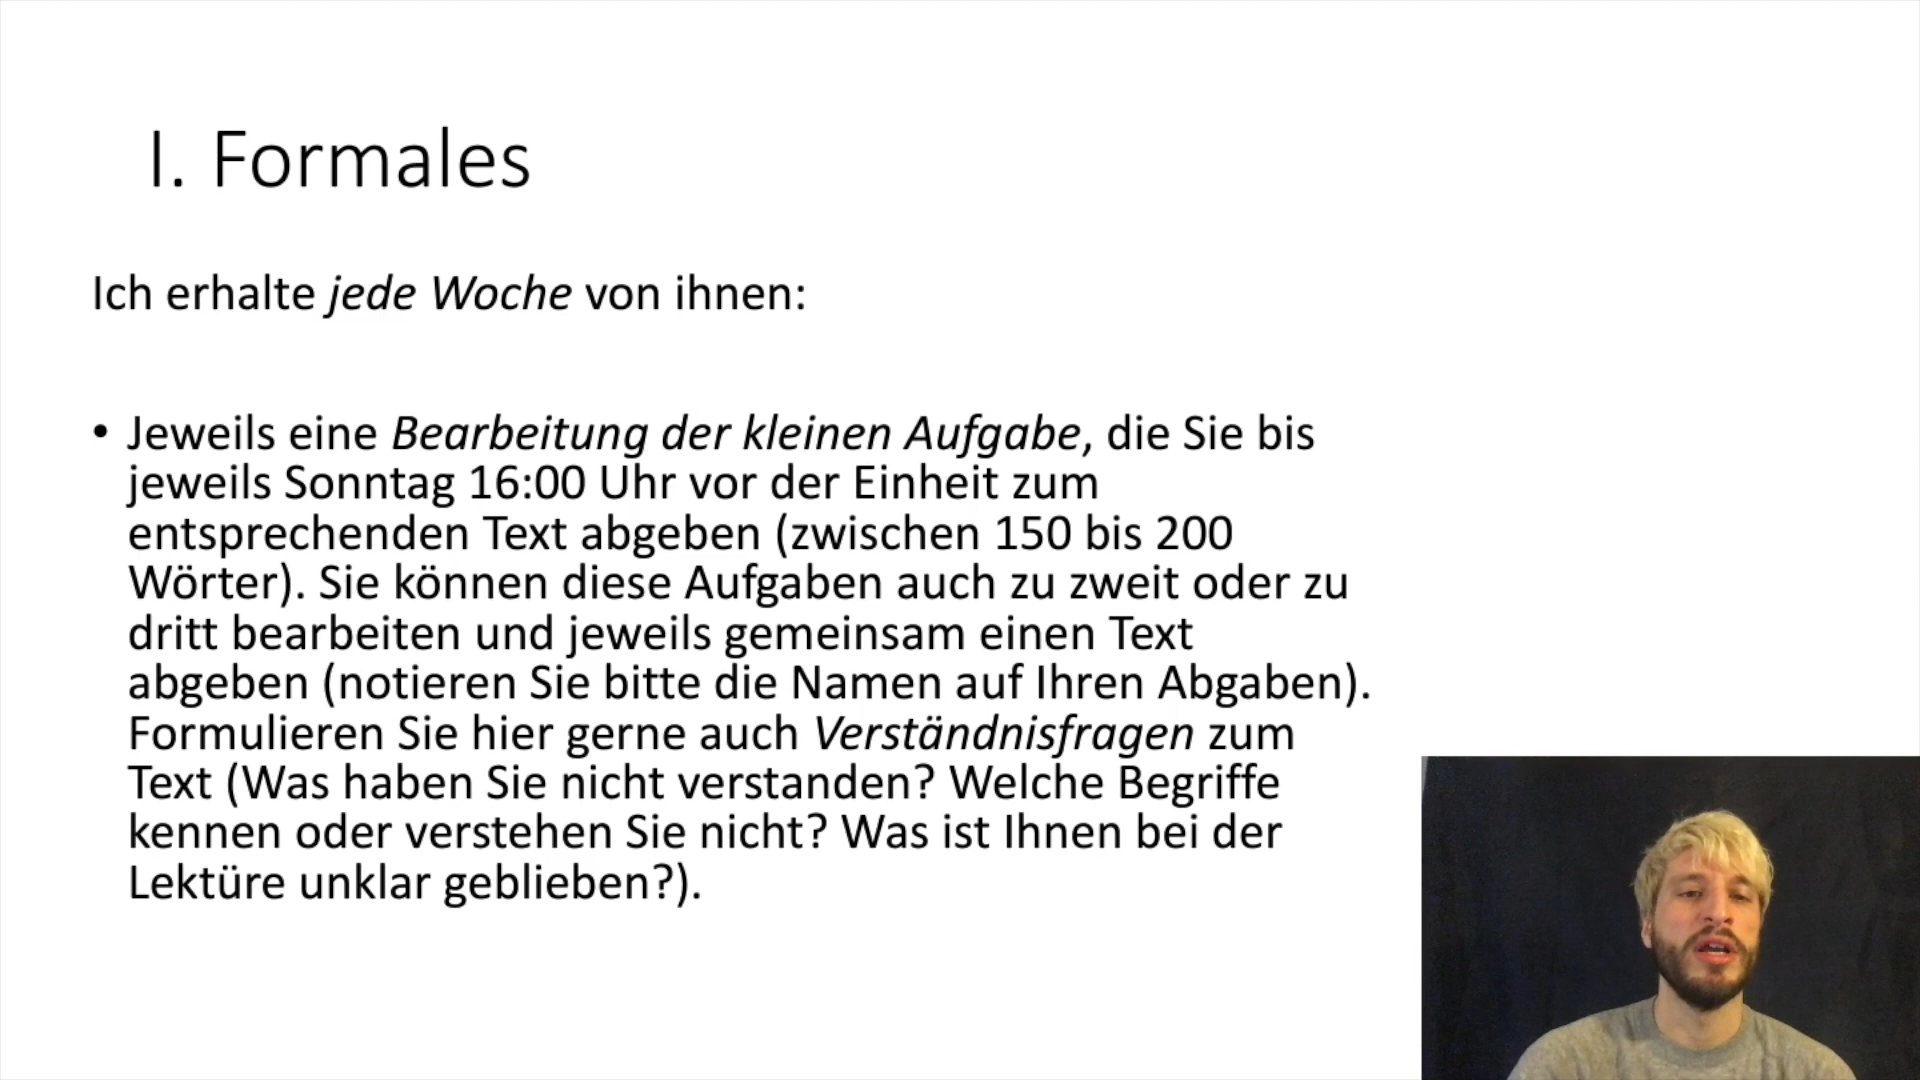 I. Formales
Ich erhalte jede Woche von ihnen:
• Jeweils eine Bearbeitung der kleinen Aufgabe, die Sie bis
jeweils Sonntag 16:00 Uhr vor der Einheit zum
entsprechenden Text abgeben (zwischen 150 bis 200
Wörter). Sie können diese Aufgaben auch zu zweit oder zu
dritt bearbeiten und jeweils gemeinsam einen Text
abgeben (notieren Sie bitte die Namen auf Ihren Abgaben).
Formulieren Sie hier gerne auch Verständnisfragen zum
Text (Was haben Sie nicht verstanden? Welche Begriffe
kennen oder verstehen Sie nicht? Was ist Ihnen bei der
Lektüre unklar geblieben?).